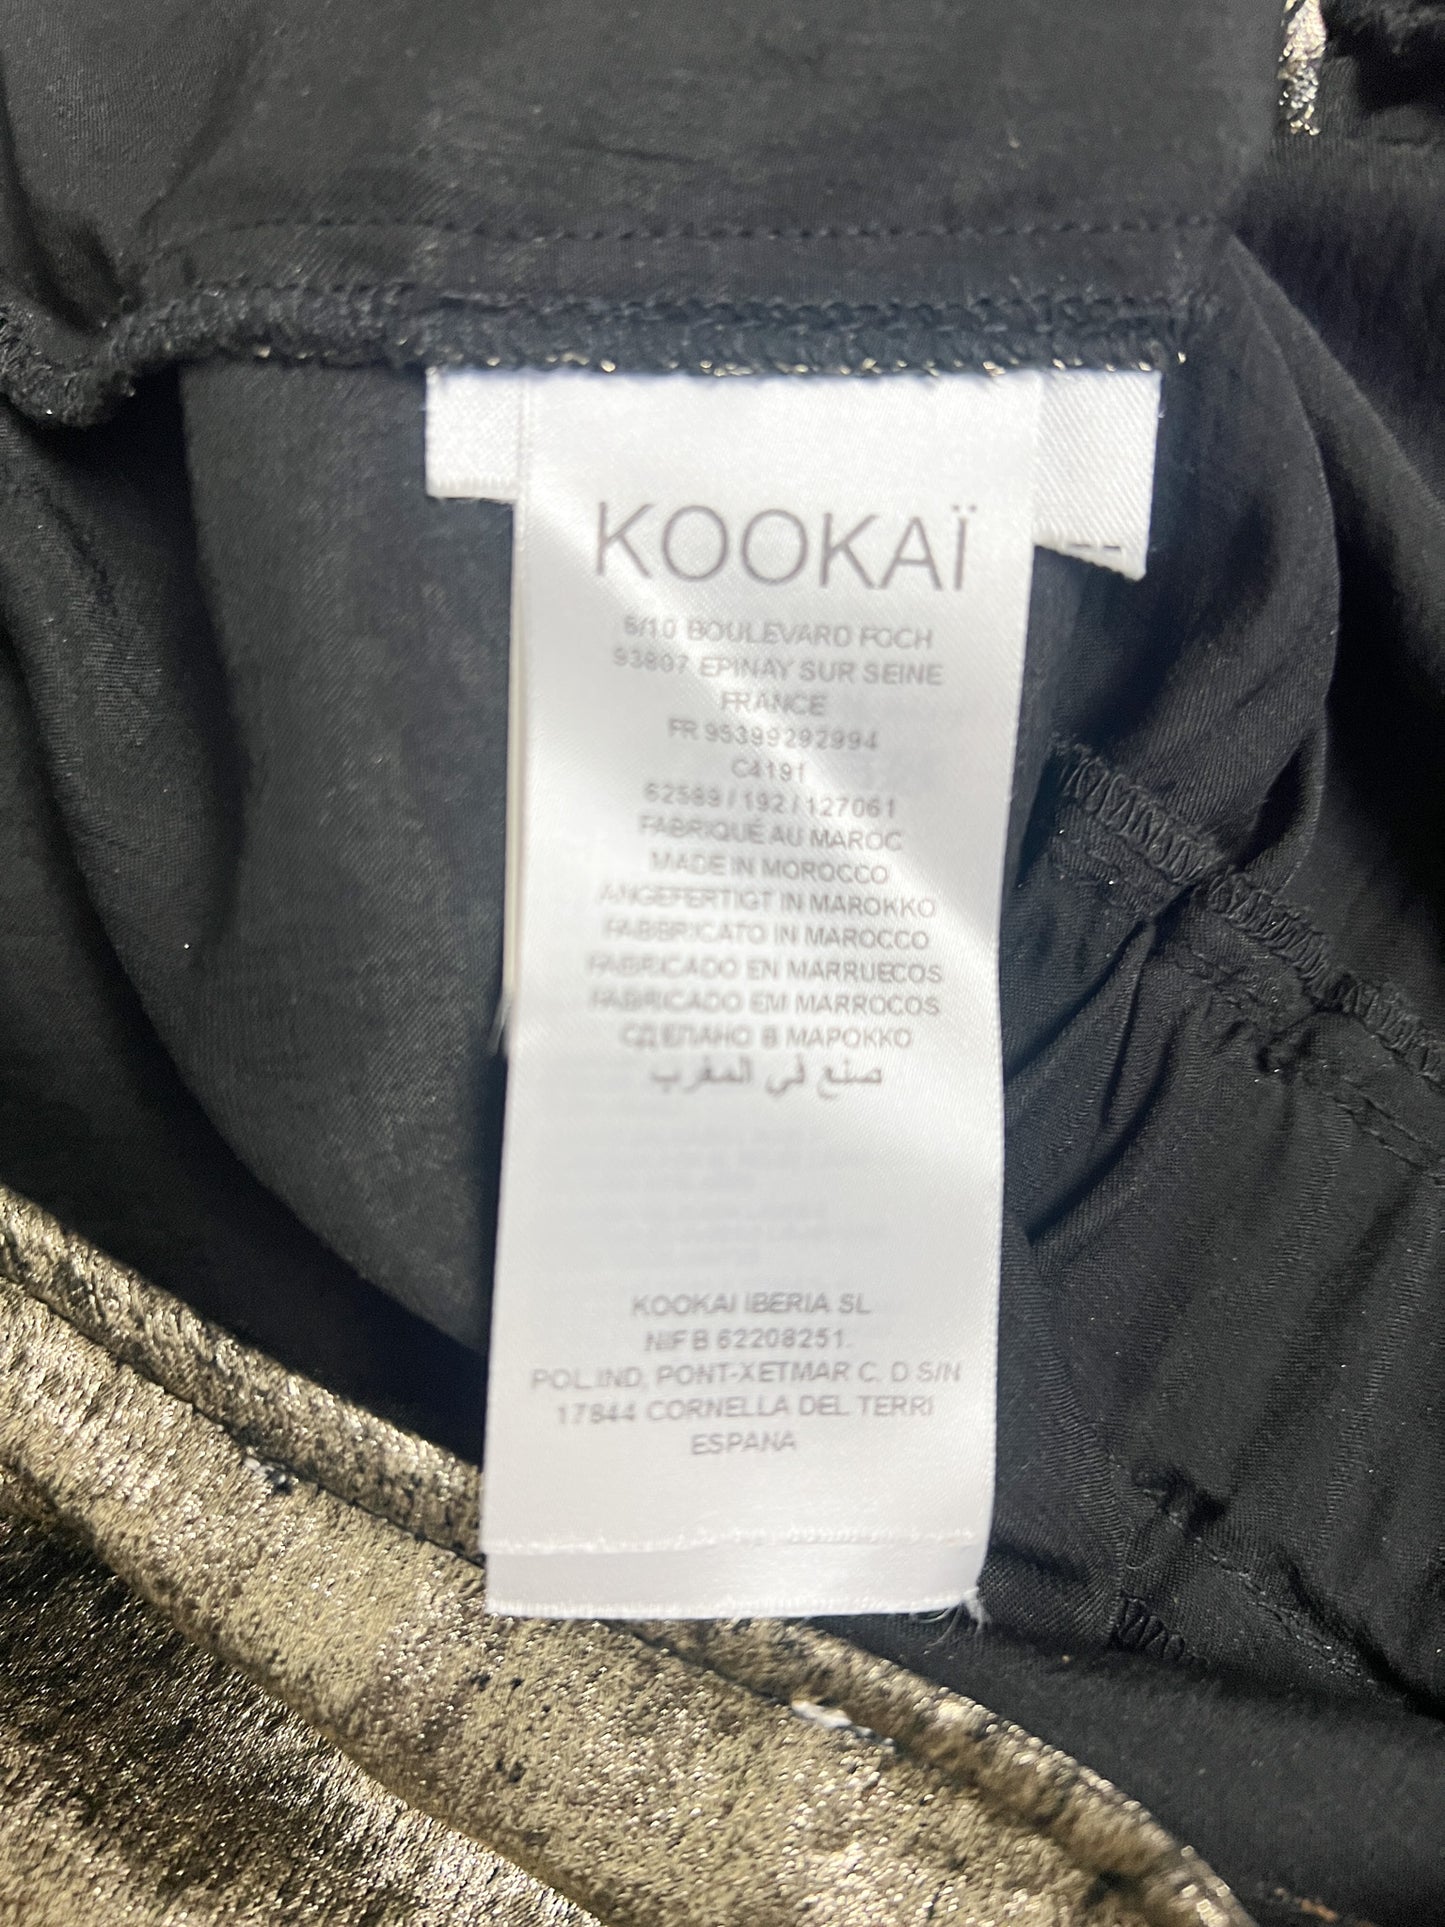 KOOKAÏ
6/10 BOULEVARD FOCH
93807 EPINAY SUR SEINE
FRANCE
FR 95399292994
C4191
62589 / 192 / 127061
FABRIQUÉ AU MAROC
MADE IN MOROCCO
ANGEFERTIGT IN MAROKKO
FABBRICATO IN MAROCCO
FABRICADO EN MARRUECOS
FABRICADO EM MARROCOS
СДЕЛАНО В МАРОККО
صنع في المغرب
KOOKAI IBERIA SL
NIF B 62208251.
POL.IND, PONT-XETMAR C. D S/N
17844 CORNELLA DEL TERRI
ESPANA